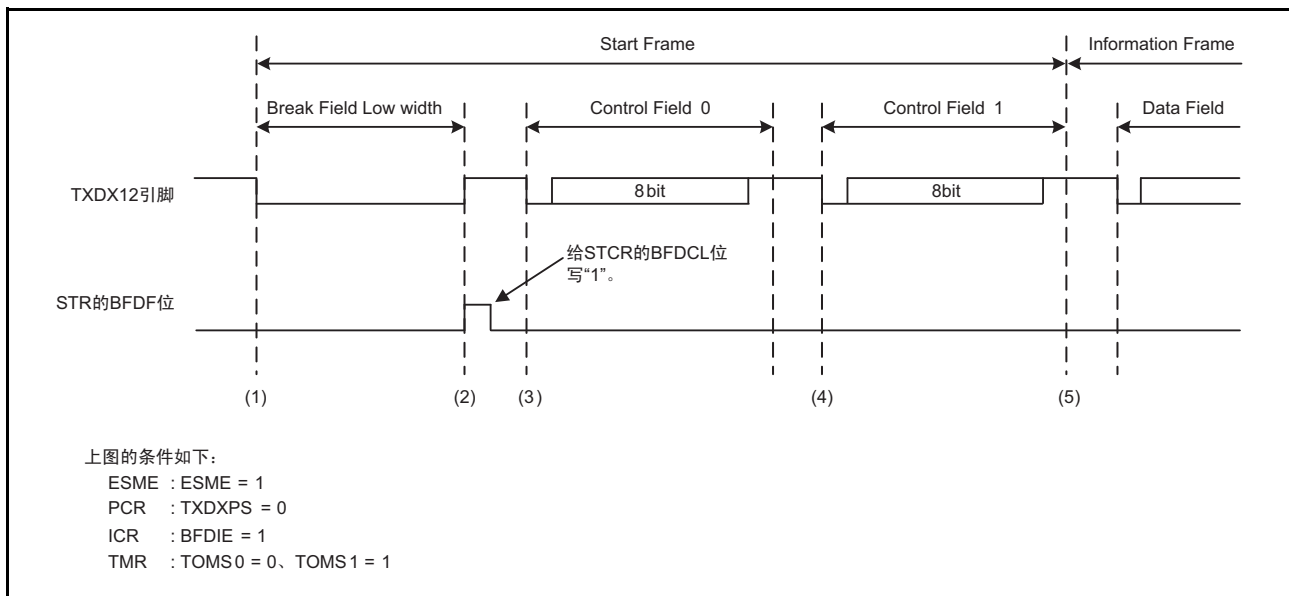 Start Frame
Information Frame
Break Field Low width
Control Field 0
Control Field 1
Data Field
TXDX12引脚
8bit
8bit
给STCR的BFDCL位
写“1”。
STR的BFDF位
(1)
(2)
(3)
(4)
(5)
上图的条件如下：
ESME : ESME = 1
PCR : TXDXPS = 0
ICR : BFDIE = 1
TMR : TOMS0 = 0、TOMS1 = 1